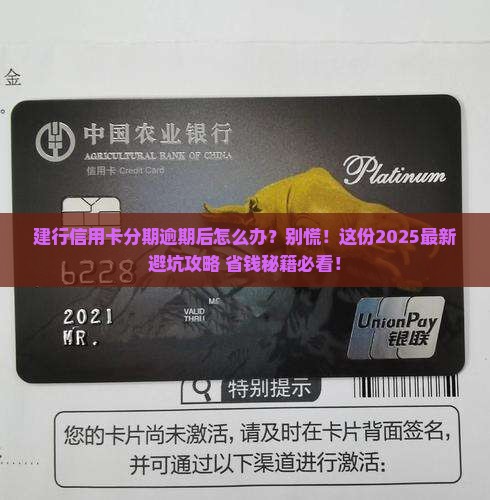 金
中国农业银行
AGRICULTURAL BANK OF CHINA
信用卡 Credit Card
Platinum
建行信用卡分期逾期后怎么办？别慌！这份2025最新
避坑攻略 省钱秘籍必看！
6228
2021
VALID
THRU
MR.
UnionPay
银联
特别提示
您的卡片尚未激活，请及时在卡片背面签名，
并可通过以下渠道进行激活：